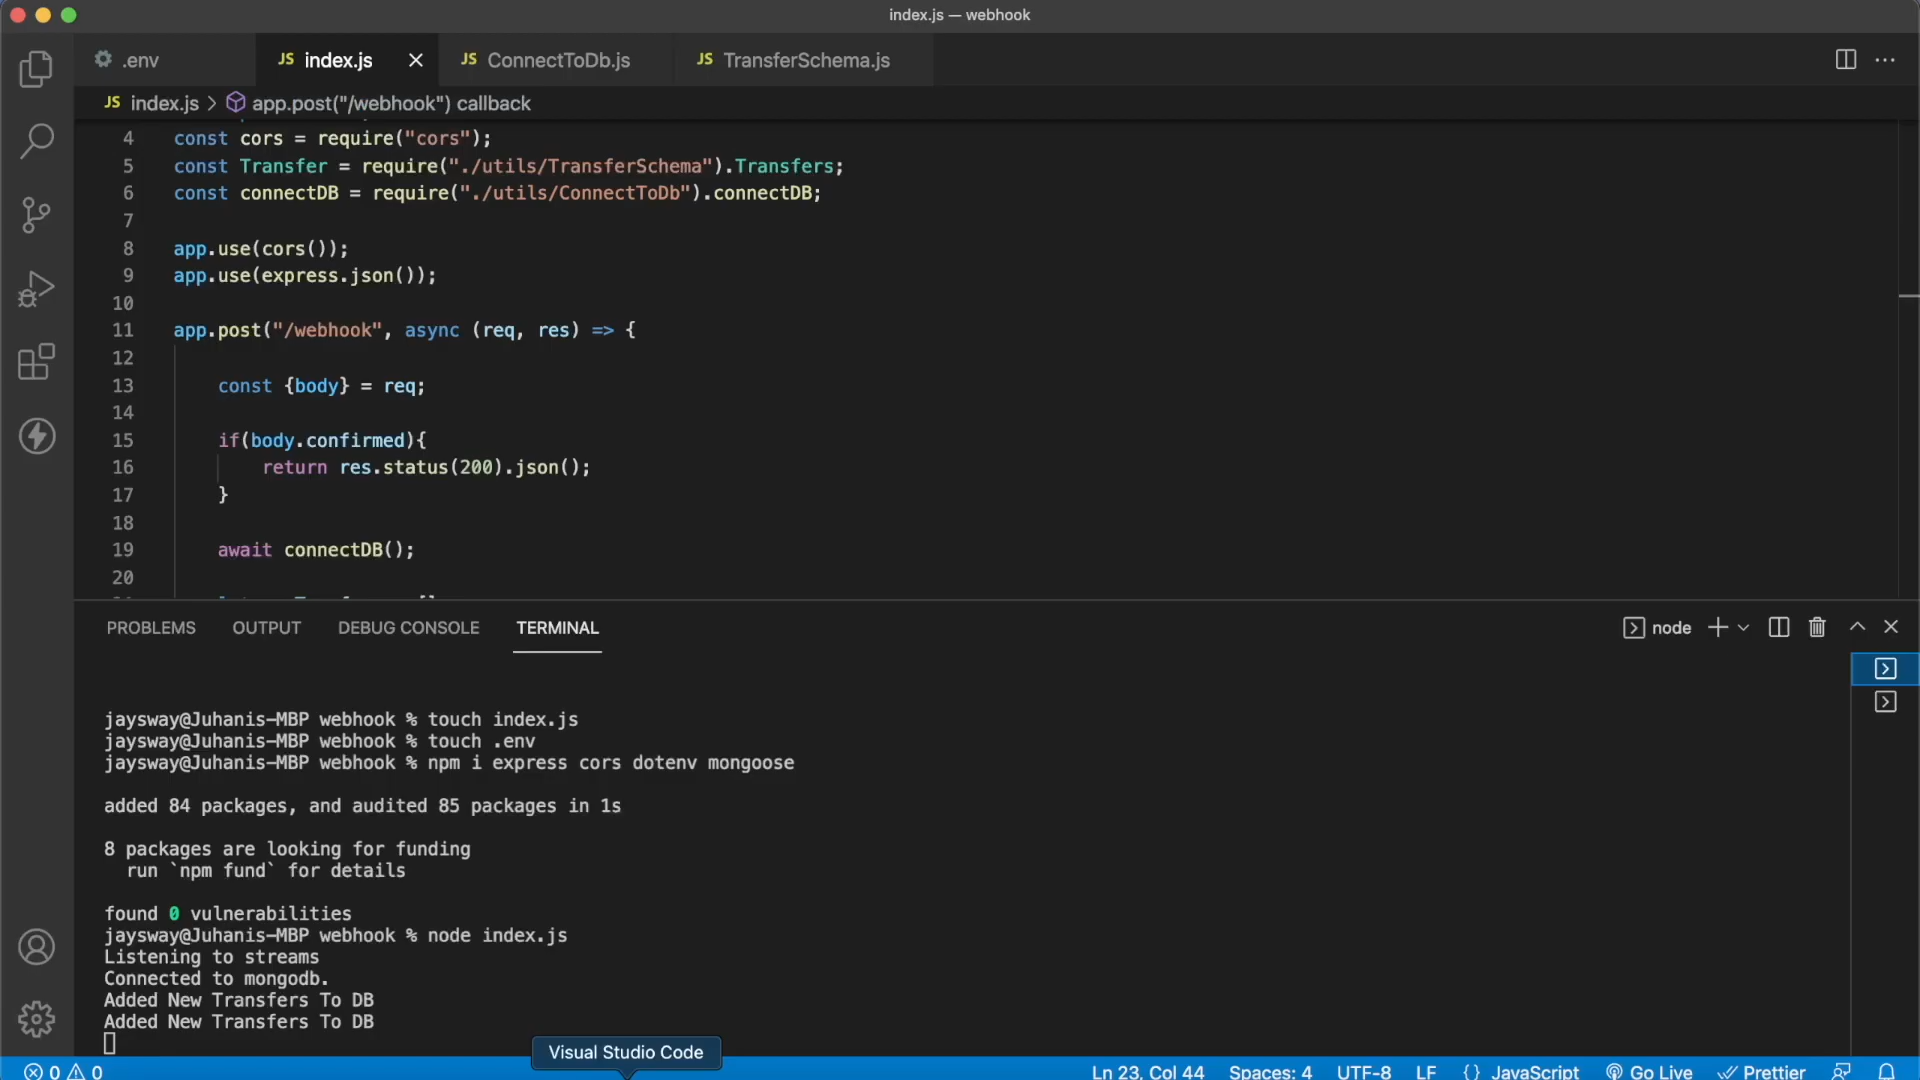 index.js — webhook
.env
JS index.js
JS ConnectToDb.js
JS TransferSchema.js
JS index.js > app.post("/webhook") callback
4 const cors = require("cors");
5 const Transfer = require("./utils/TransferSchema").Transfers;
6 const connectDB = require("./utils/ConnectToDb").connectDB;
7
8 app.use(cors());
9 app.use(express.json());
10
11 app.post("/webhook", async (req, res) => {
12
13 const {body} = req;
14
15 if(body.confirmed){
16 return res.status(200).json();
17 }
18
19 await connectDB();
20
PROBLEMS OUTPUT DEBUG CONSOLE TERMINAL
node
jaysway@Juhanis-MBP webhook % touch index.js
jaysway@Juhanis-MBP webhook % touch .env
jaysway@Juhanis-MBP webhook % npm i express cors dotenv mongoose
added 84 packages, and audited 85 packages in 1s
8 packages are looking for funding
run `npm fund` for details
found 0 vulnerabilities
jaysway@Juhanis-MBP webhook % node index.js
Listening to streams
Connected to mongodb.
Added New Transfers To DB
Added New Transfers To DB
Visual Studio Code
0 0 Ln 23, Col 44 Spaces: 4 UTF-8 LF {} JavaScript Go Live Prettier